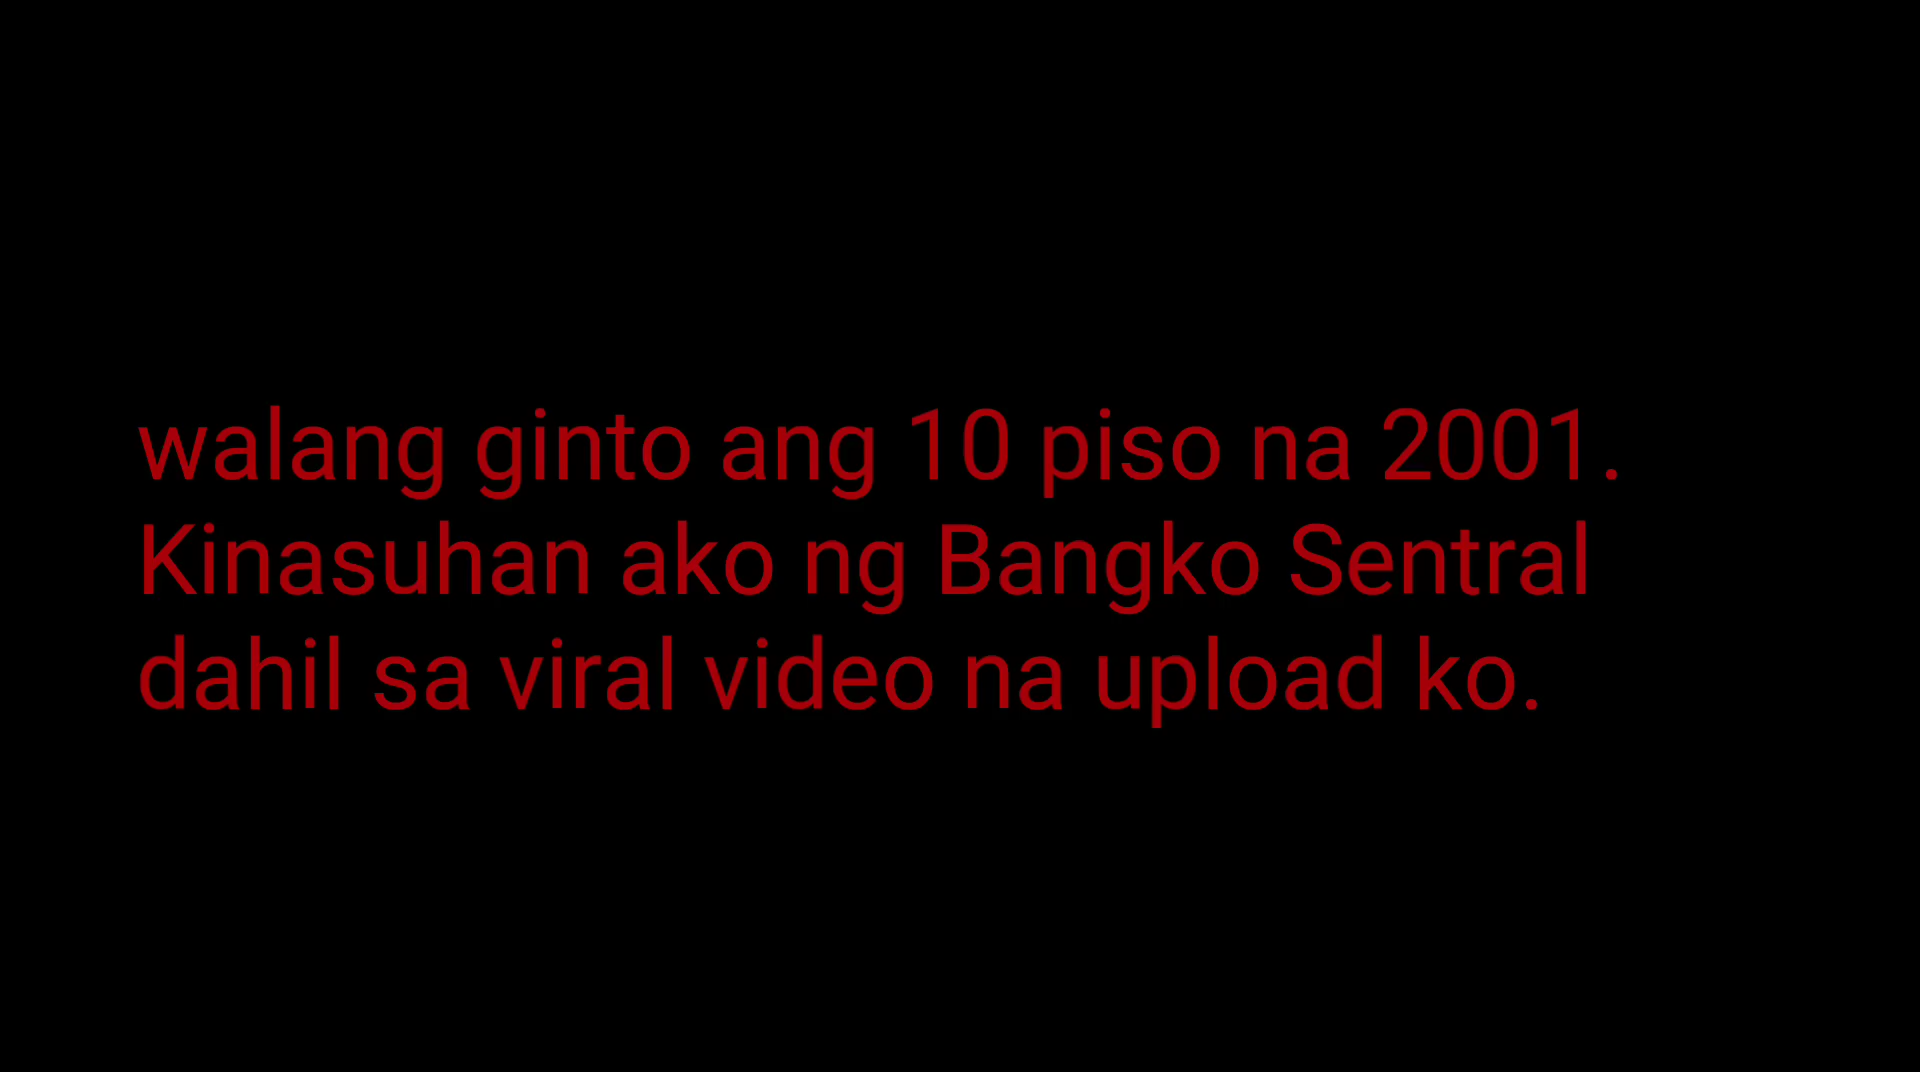 walang ginto ang 10 piso na 2001.
Kinasuhan ako ng Bangko Sentral
dahil sa viral video na upload ko.